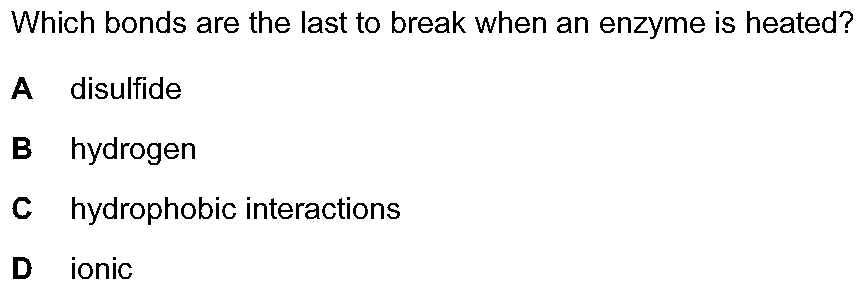 Which bonds are the last to break when an enzyme is heated?
A disulfide
B hydrogen
C hydrophobic interactions
D ionic